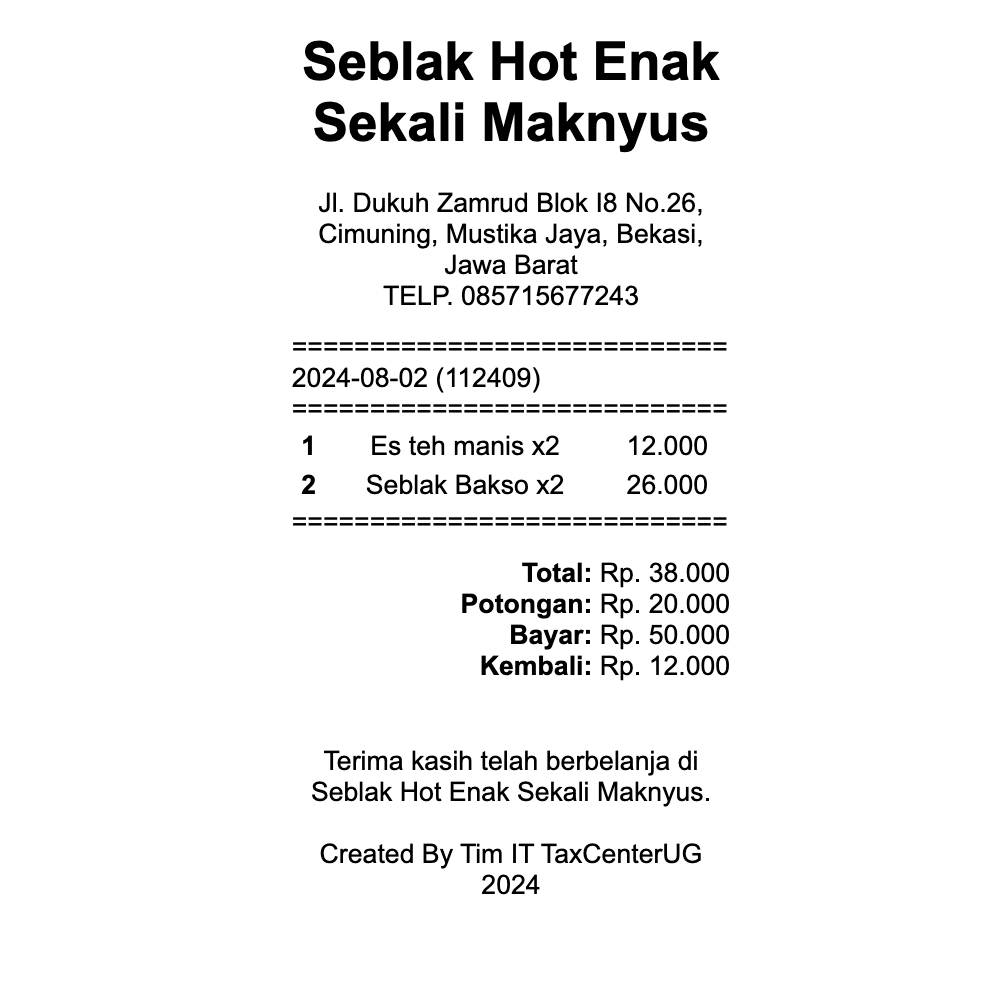 Seblak Hot Enak
Sekali Maknyus
Jl. Dukuh Zamrud Blok I8 No.26,
Cimuning, Mustika Jaya, Bekasi,
Jawa Barat
TELP. 085715677243
============================
2024-08-02 (112409)
============================
1 Es teh manis x2 12.000
2 Seblak Bakso x2 26.000
============================
Total: Rp. 38.000
Potongan: Rp. 20.000
Bayar: Rp. 50.000
Kembali: Rp. 12.000
Terima kasih telah berbelanja di
Seblak Hot Enak Sekali Maknyus.
Created By Tim IT TaxCenterUG
2024